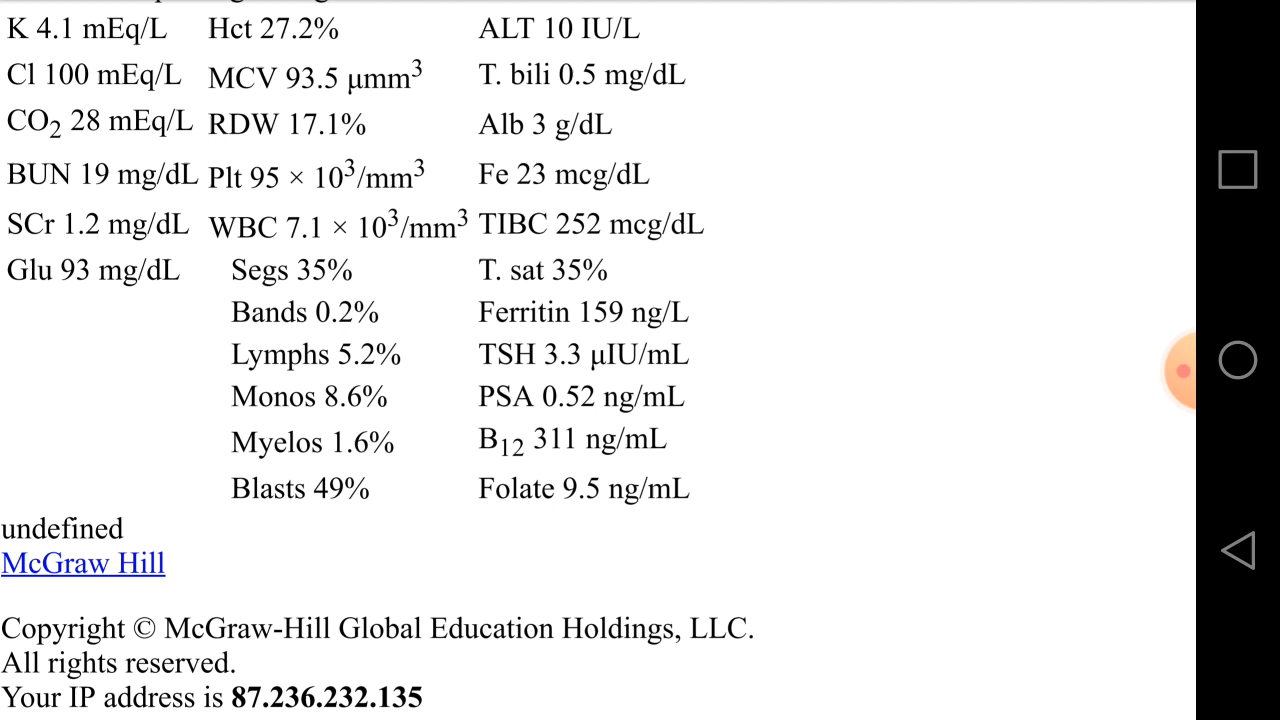 K 4.1 mEq/L Hct 27.2% ALT 10 IU/L
Cl 100 mEq/L MCV 93.5 μmm³ T. bili 0.5 mg/dL
CO₂ 28 mEq/L RDW 17.1% Alb 3 g/dL
BUN 19 mg/dL Plt 95 × 10³/mm³ Fe 23 mcg/dL
SCr 1.2 mg/dL WBC 7.1 × 10³/mm³ TIBC 252 mcg/dL
Glu 93 mg/dL Segs 35% T. sat 35%
Bands 0.2% Ferritin 159 ng/L
Lymphs 5.2% TSH 3.3 μIU/mL
Monos 8.6% PSA 0.52 ng/mL
Myelos 1.6% B₁₂ 311 ng/mL
Blasts 49% Folate 9.5 ng/mL
undefined
McGraw Hill
Copyright © McGraw-Hill Global Education Holdings, LLC.
All rights reserved.
Your IP address is 87.236.232.135